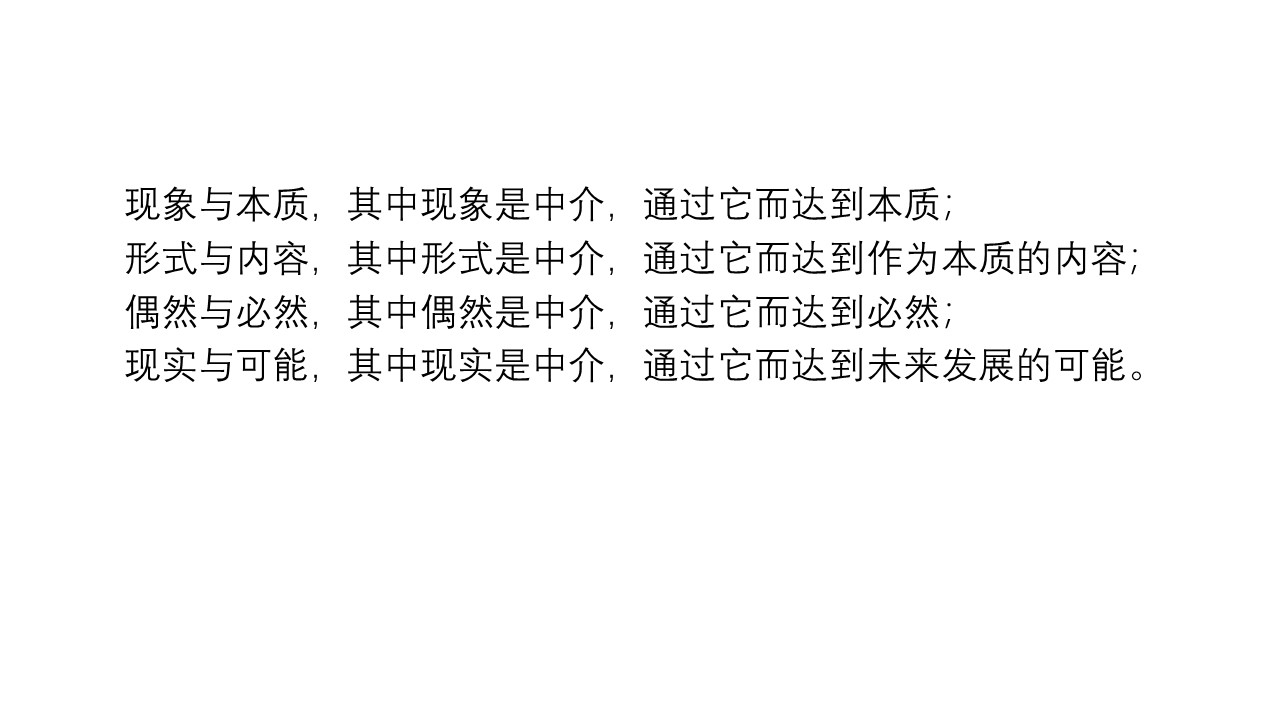 现象与本质，其中现象是中介，通过它而达到本质；
形式与内容，其中形式是中介，通过它而达到作为本质的内容；
偶然与必然，其中偶然是中介，通过它而达到必然；
现实与可能，其中现实是中介，通过它而达到未来发展的可能。